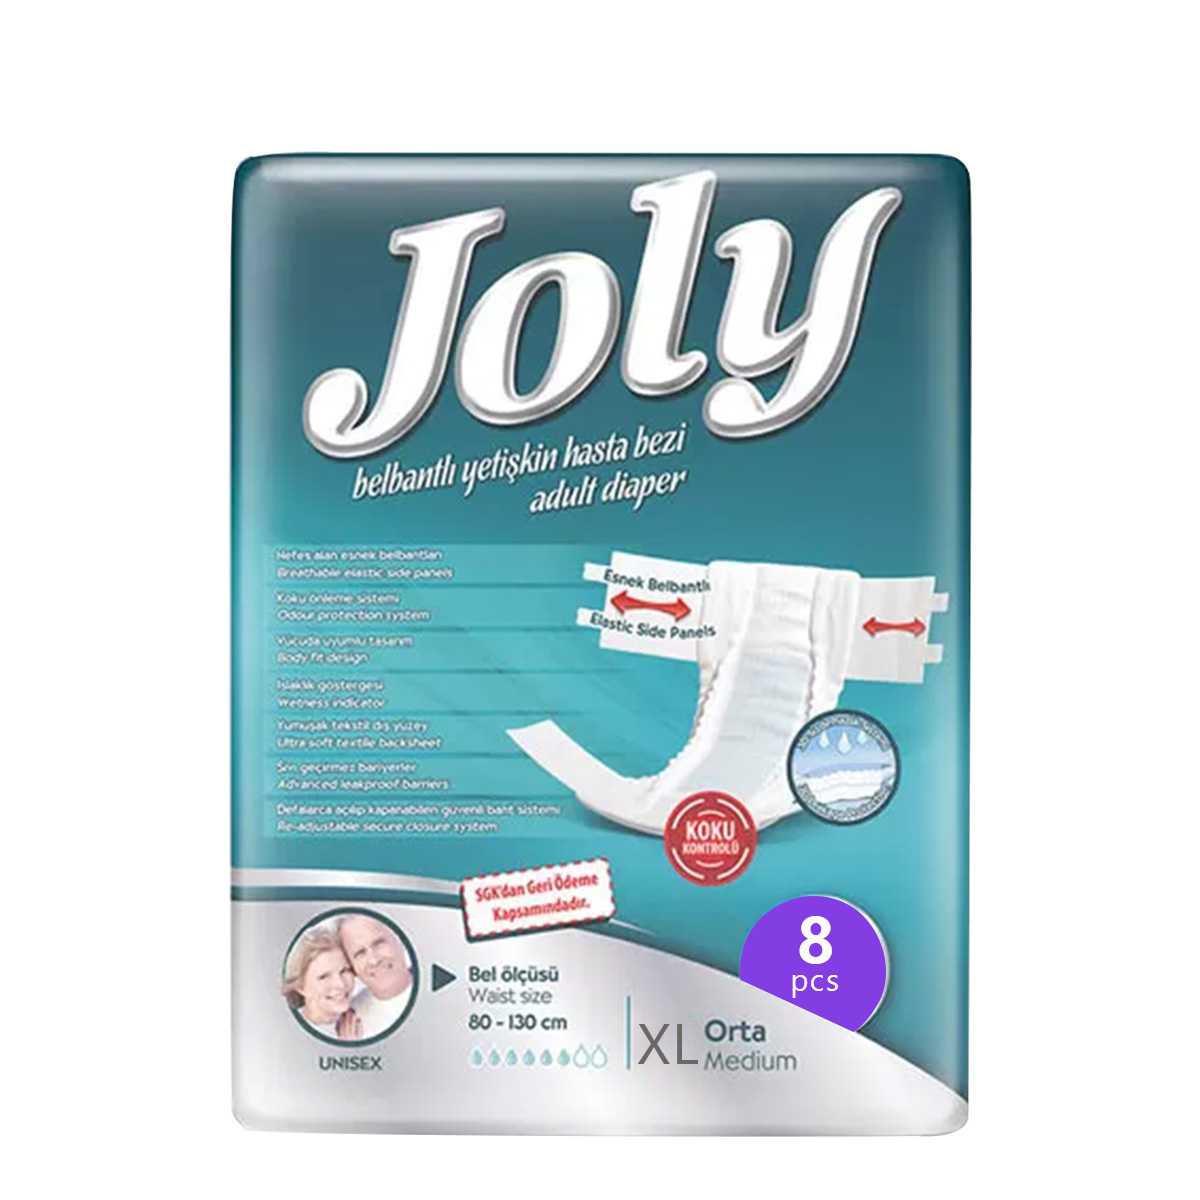 Joly
belbantlı yetişkin hasta bezi
adult diaper
Nefes alan esnek belbantları
Breathable elastic side panels
Koku önleme sistemi
Odour protection system
Vücuda uyumlu tasarım
Body fit design
Islaklık göstergesi
Wetness indicator
Yumuşak tekstil dış yüzey
Ultra soft textile backsheet
Sıvı geçirmez bariyerler
Advanced leakproof barriers
Defalarca açılıp kapanabilen güvenli bant sistemi
Re-adjustable secure closure system
Esnek Belbantlı
Elastic Side Panels
KOKU
KONTROLÜ
SGK'dan Geri Ödeme
Kapsamındadır.
8
pcs
UNISEX
Bel ölçüsü
Waist size
80 - 130 cm
XL
Orta
Medium